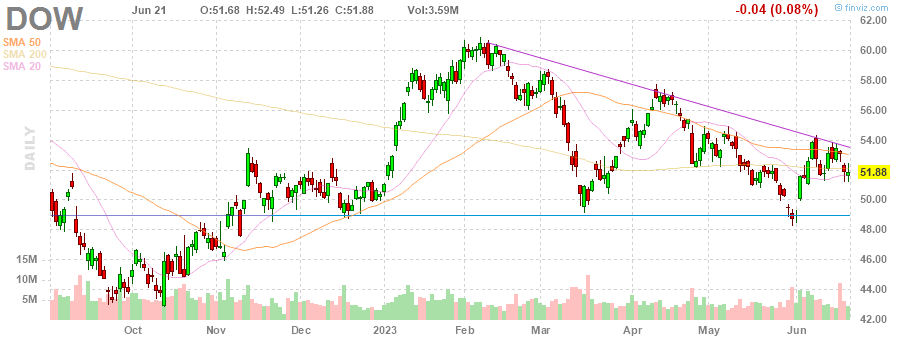 DOW Jun 21 O:51.68 H:52.49 L:51.26 C:51.88 Vol:3.59M -0.04 (0.08%) © finviz.com
SMA 50
SMA 200
SMA 20
DAILY
62.00
60.00
58.00
56.00
54.00
51.88
50.00
48.00
46.00
44.00
42.00
15M
10M
5M
Oct Nov Dec 2023 Feb Mar Apr May Jun